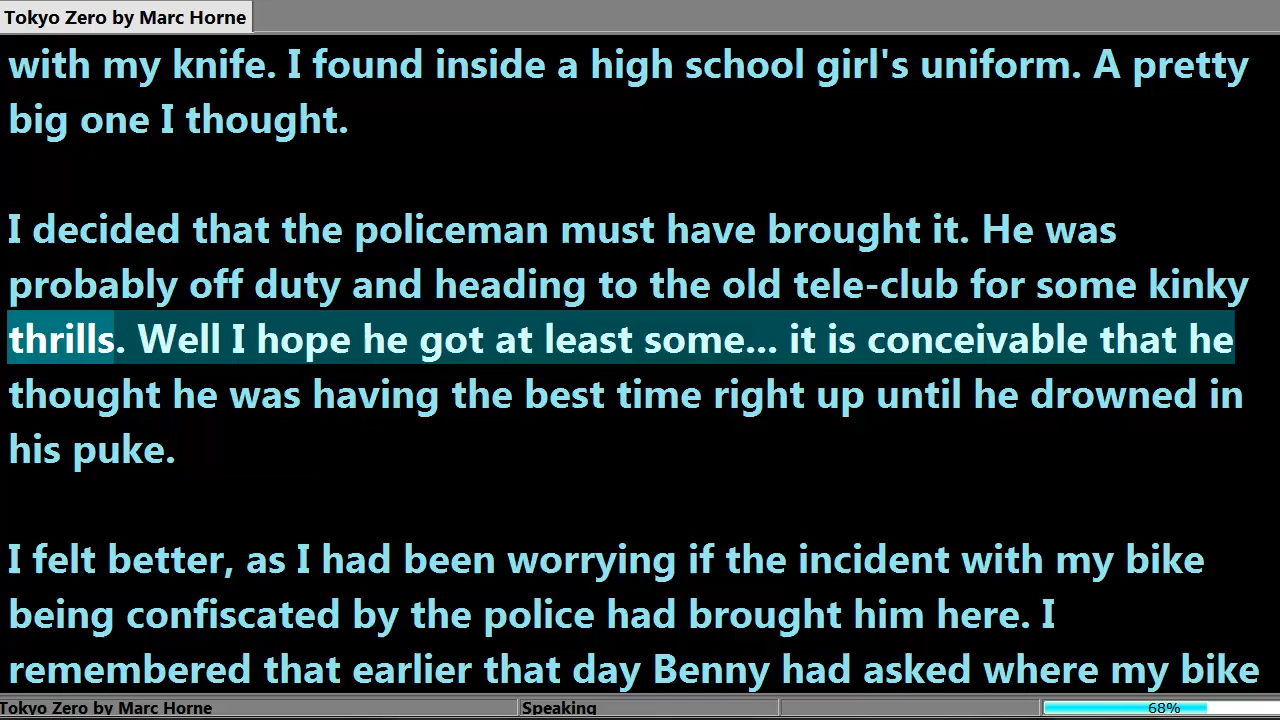 Tokyo Zero by Marc Horne
with my knife. I found inside a high school girl's uniform. A pretty
big one I thought.
I decided that the policeman must have brought it. He was
probably off duty and heading to the old tele-club for some kinky
thrills. Well I hope he got at least some... it is conceivable that he
thought he was having the best time right up until he drowned in
his puke.
I felt better, as I had been worrying if the incident with my bike
being confiscated by the police had brought him here. I
remembered that earlier that day Benny had asked where my bike
Tokyo Zero by Marc Horne Speaking 68%